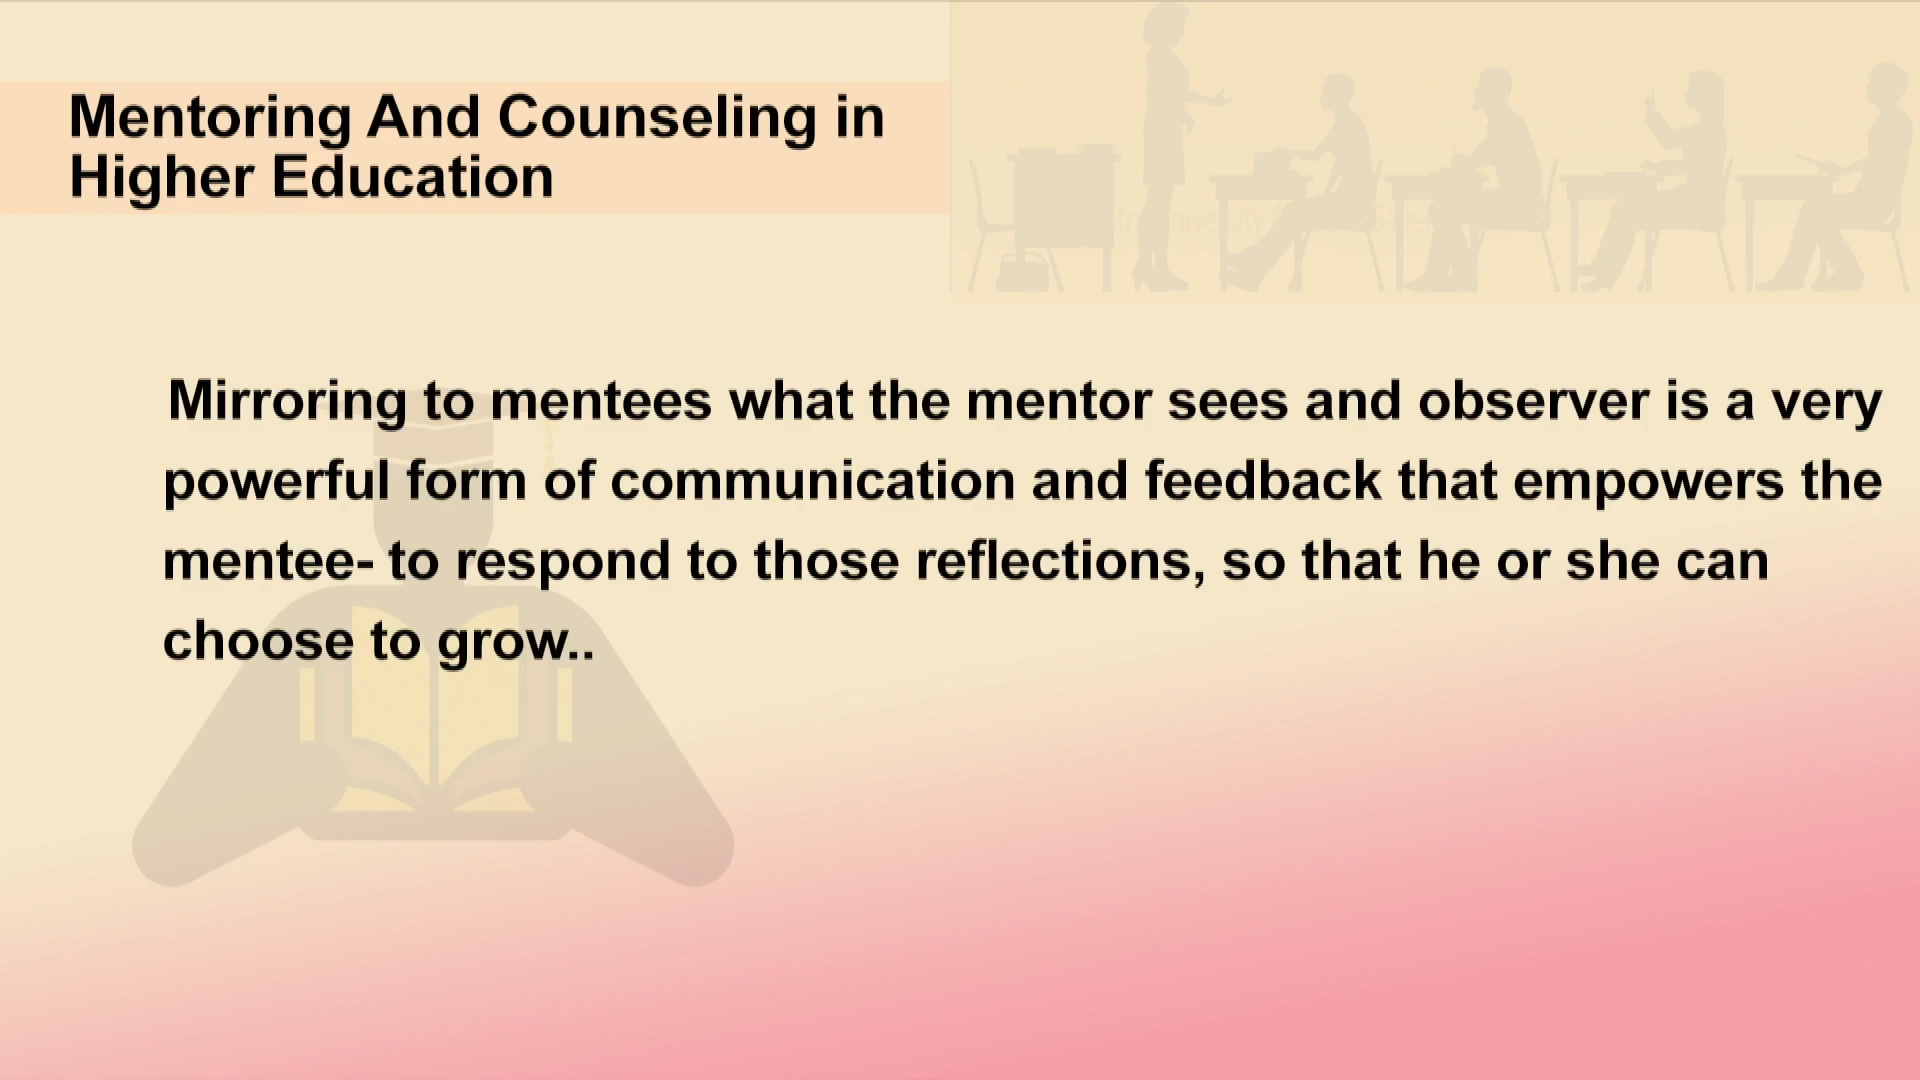 Mentoring And Counseling in
Higher Education
Mirroring to mentees what the mentor sees and observer is a very
powerful form of communication and feedback that empowers the
mentee- to respond to those reflections, so that he or she can
choose to grow..